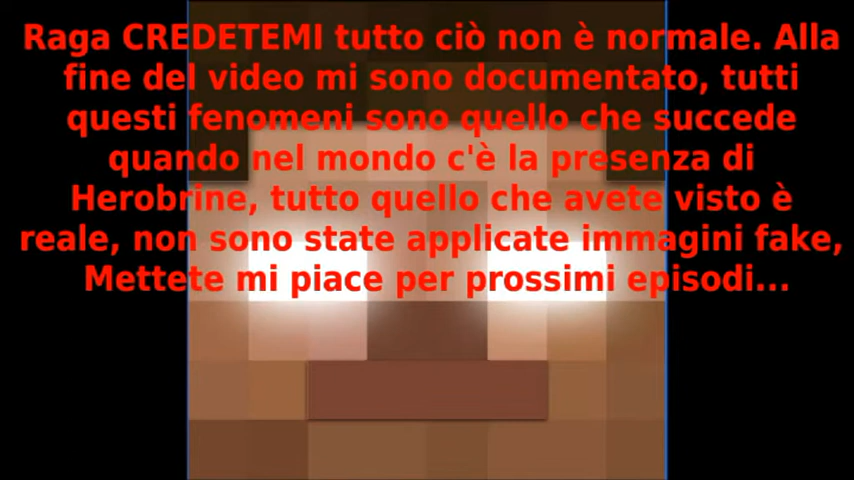 Raga CREDETEMI tutto ciò non è normale. Alla
fine del video mi sono documentato, tutti
questi fenomeni sono quello che succede
quando nel mondo c'è la presenza di
Herobrine, tutto quello che avete visto è
reale, non sono state applicate immagini fake,
Mettete mi piace per prossimi episodi...